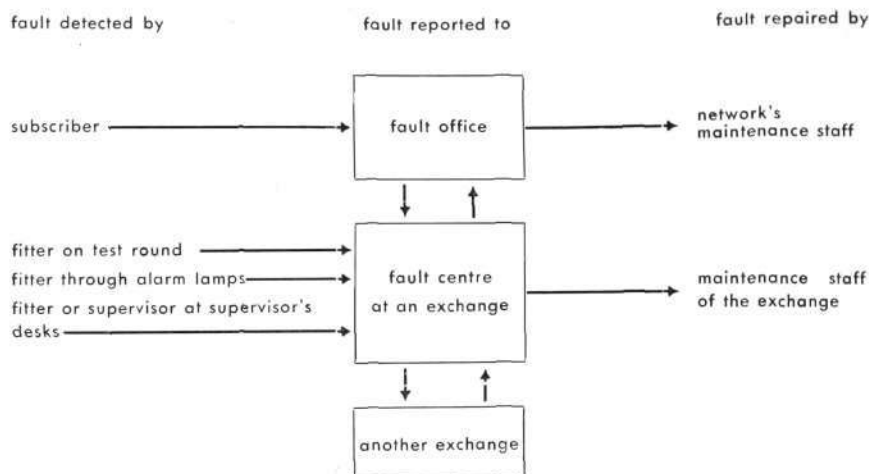 fault detected by
fault reported to
fault repaired by
subscriber
fault office
network's
maintenance staff
fitter on test round
fitter through alarm lamps
fitter or supervisor at supervisor's
desks
fault centre
at an exchange
maintenance staff
of the exchange
another exchange